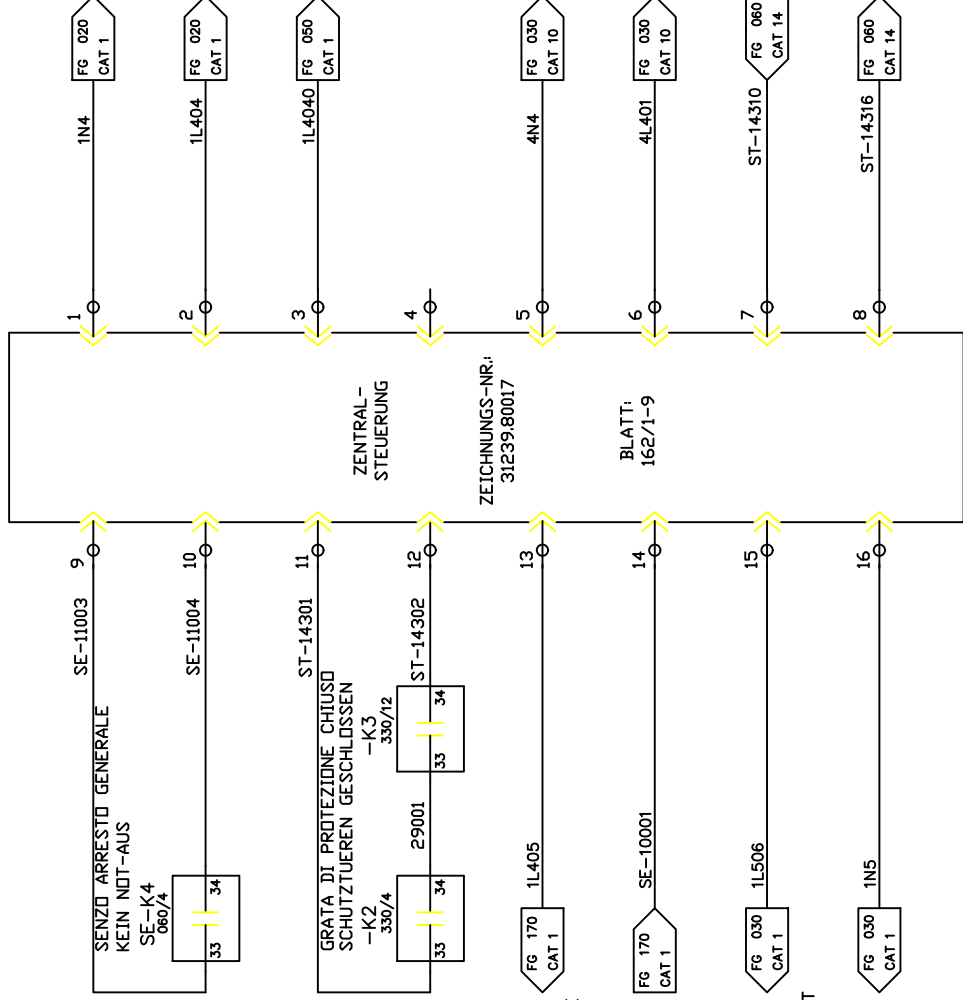 FG 020
CAT 1
1N4
1
FG 020
CAT 1
1L404
2
FG 050
CAT 1
1L4040
3
4
FG 030
CAT 10
4N4
5
FG 030
CAT 10
4L401
6
FG 060
CAT 14
ST-14310
7
FG 060
CAT 14
ST-14316
8
ZENTRAL-
STEUERUNG
ZEICHNUNGS-NR.:
31239.80017
BLATT:
162/1-9
9
SE-11003
SENZO ARRESTO GENERALE
KEIN NOT-AUS
SE-K4
060/4
33
34
10
SE-11004
11
ST-14301
GRATA DI PROTEZIONE CHIUSO
SCHUTZTUEREN GESCHLOSSEN
-K2
330/4
33
34
29001
-K3
330/12
33
34
12
ST-14302
13
1L405
FG 170
CAT 1
14
SE-10001
FG 170
CAT 1
15
1L506
FG 030
CAT 1
16
1N5
FG 030
CAT 1